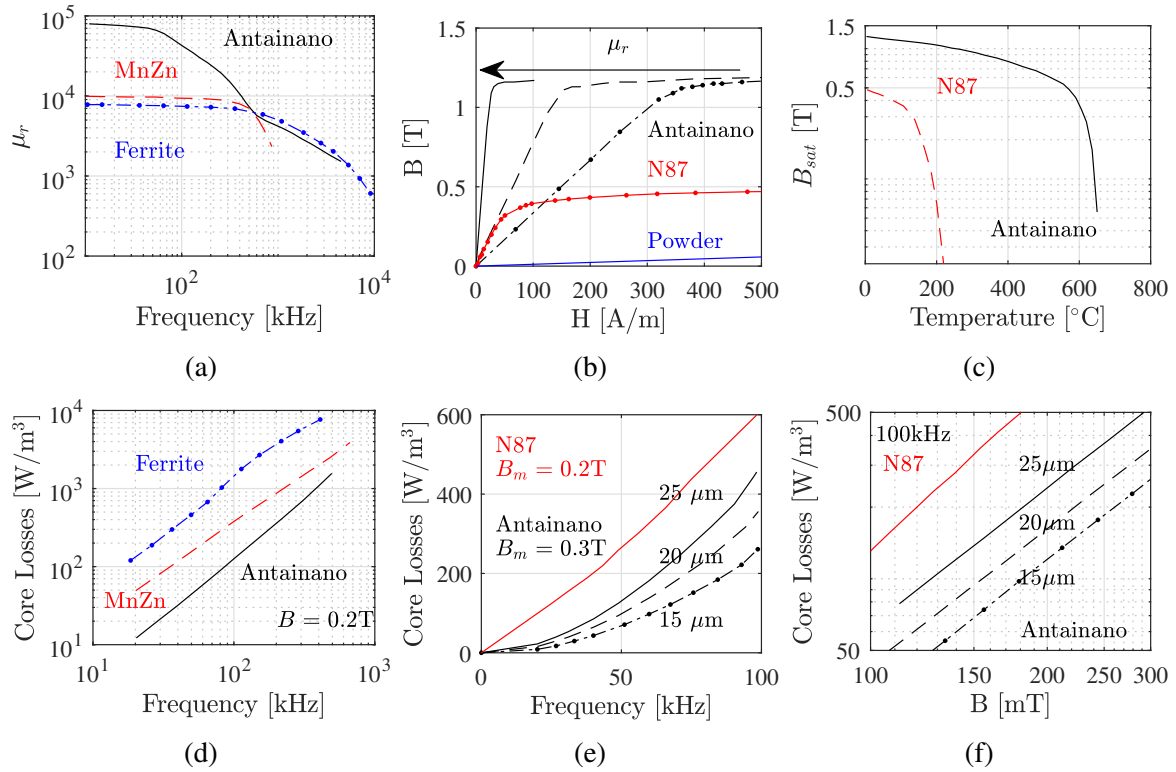 10^5
10^4
10^2
μ_r
Antainano
MnZn
Ferrite
10^2
10^4
Frequency [kHz]
(a)
1.5
1
0.5
0
B [T]
μ_r
Antainano
N87
Powder
0 100 200 300 400 500
H [A/m]
(b)
1.5
0.5
B_sat [T]
N87
Antainano
0 200 400 600 800
Temperature [°C]
(c)
10^4
10^3
10^2
10^1
Core Losses [W/m^3]
Ferrite
MnZn
Antainano
B = 0.2T
10^1 10^2 10^3
Frequency [kHz]
(d)
600
400
200
0
Core Losses [W/m^3]
N87
B_m = 0.2T
25 μm
Antainano
B_m = 0.3T
20 μm
15 μm
0 50 100
Frequency [kHz]
(e)
500
50
Core Losses [W/m^3]
100kHz
N87
25μm
20μm
15μm
Antainano
100 150 200 250 300
B [mT]
(f)